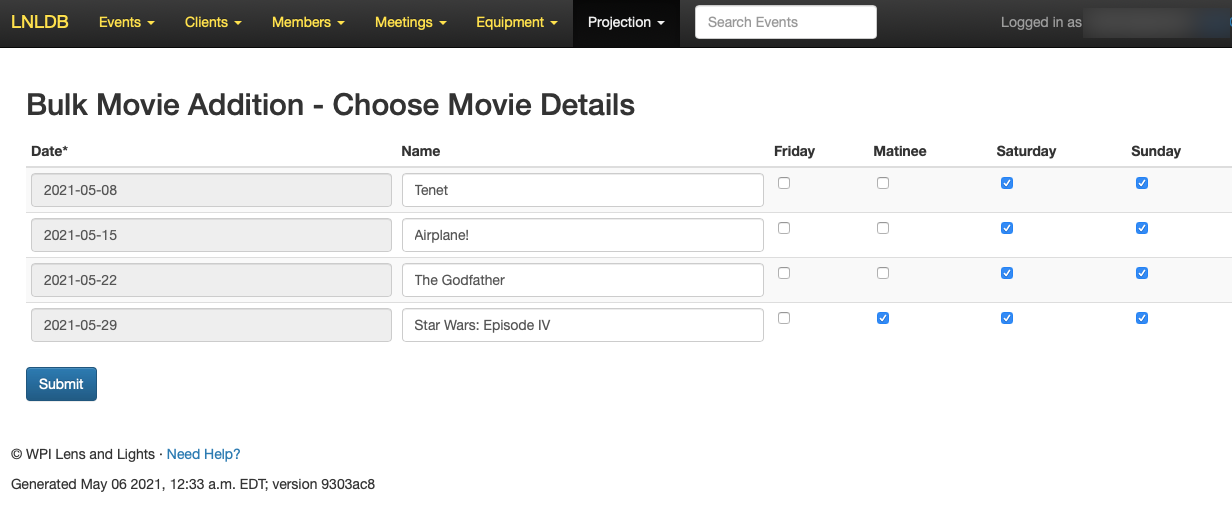 LNLDB Events Clients Members Meetings Equipment Projection Search Events Logged in as
Bulk Movie Addition - Choose Movie Details
Date* Name Friday Matinee Saturday Sunday
2021-05-08 Tenet
2021-05-15 Airplane!
2021-05-22 The Godfather
2021-05-29 Star Wars: Episode IV
Submit
© WPI Lens and Lights · Need Help?
Generated May 06 2021, 12:33 a.m. EDT; version 9303ac8